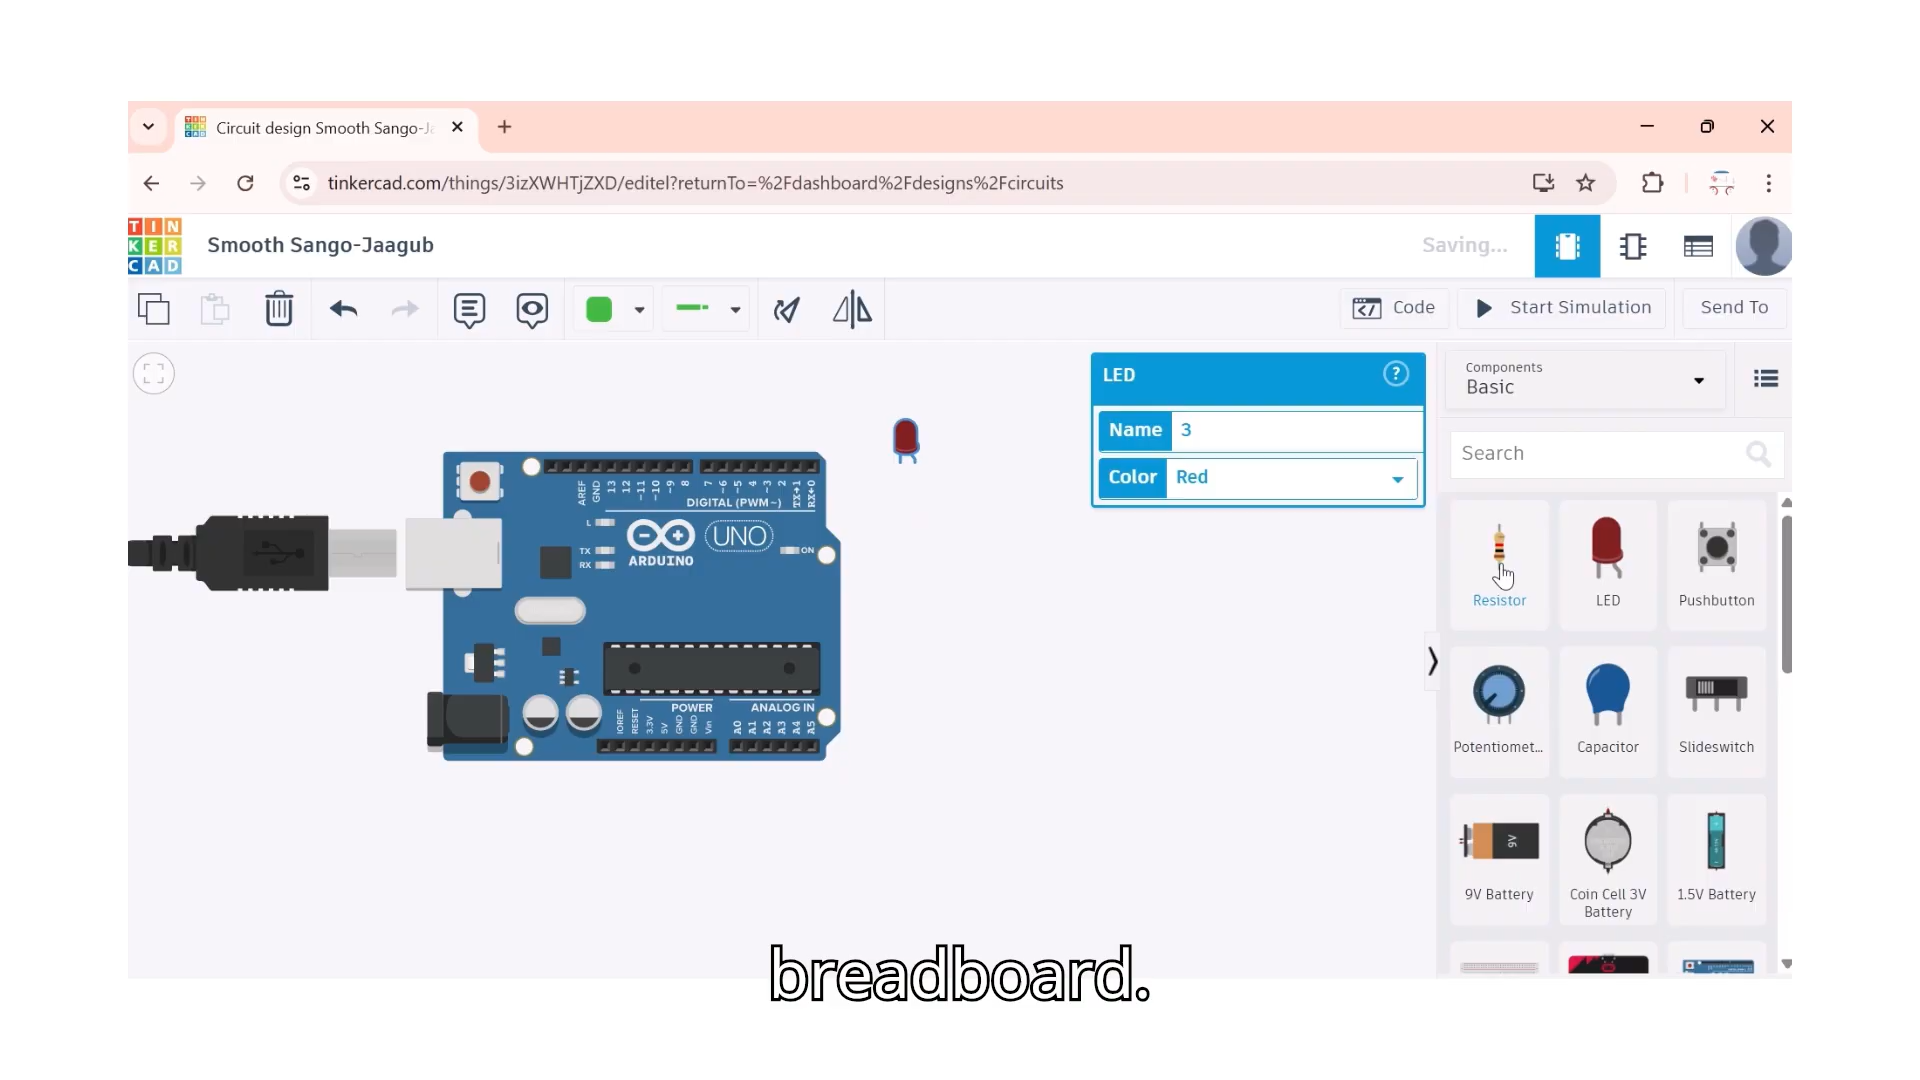 Circuit design Smooth Sango-Ja
tinkercad.com/things/3izXWHTjZXD/editel?returnTo=%2Fdashboard%2Fdesigns%2Fcircuits
TIN
KER
CAD
Smooth Sango-Jaagub
Saving...
Code
Start Simulation
Send To
LED
?
Name 3
Color Red
Components
Basic
Search
Resistor
LED
Pushbutton
Potentiomet...
Capacitor
Slideswitch
9V
9V Battery
Coin Cell 3V
Battery
1.5V Battery
AREF
GND
13
12
~11
~10
~9
8
7
~6
~5
4
~3
2
TX→1
RX←0
DIGITAL (PWM~)
L
TX
RX
ARDUINO
UNO
ON
POWER
ANALOG IN
IOREF
RESET
3.3V
5V
GND
GND
Vin
A0
A1
A2
A3
A4
A5
breadboard.